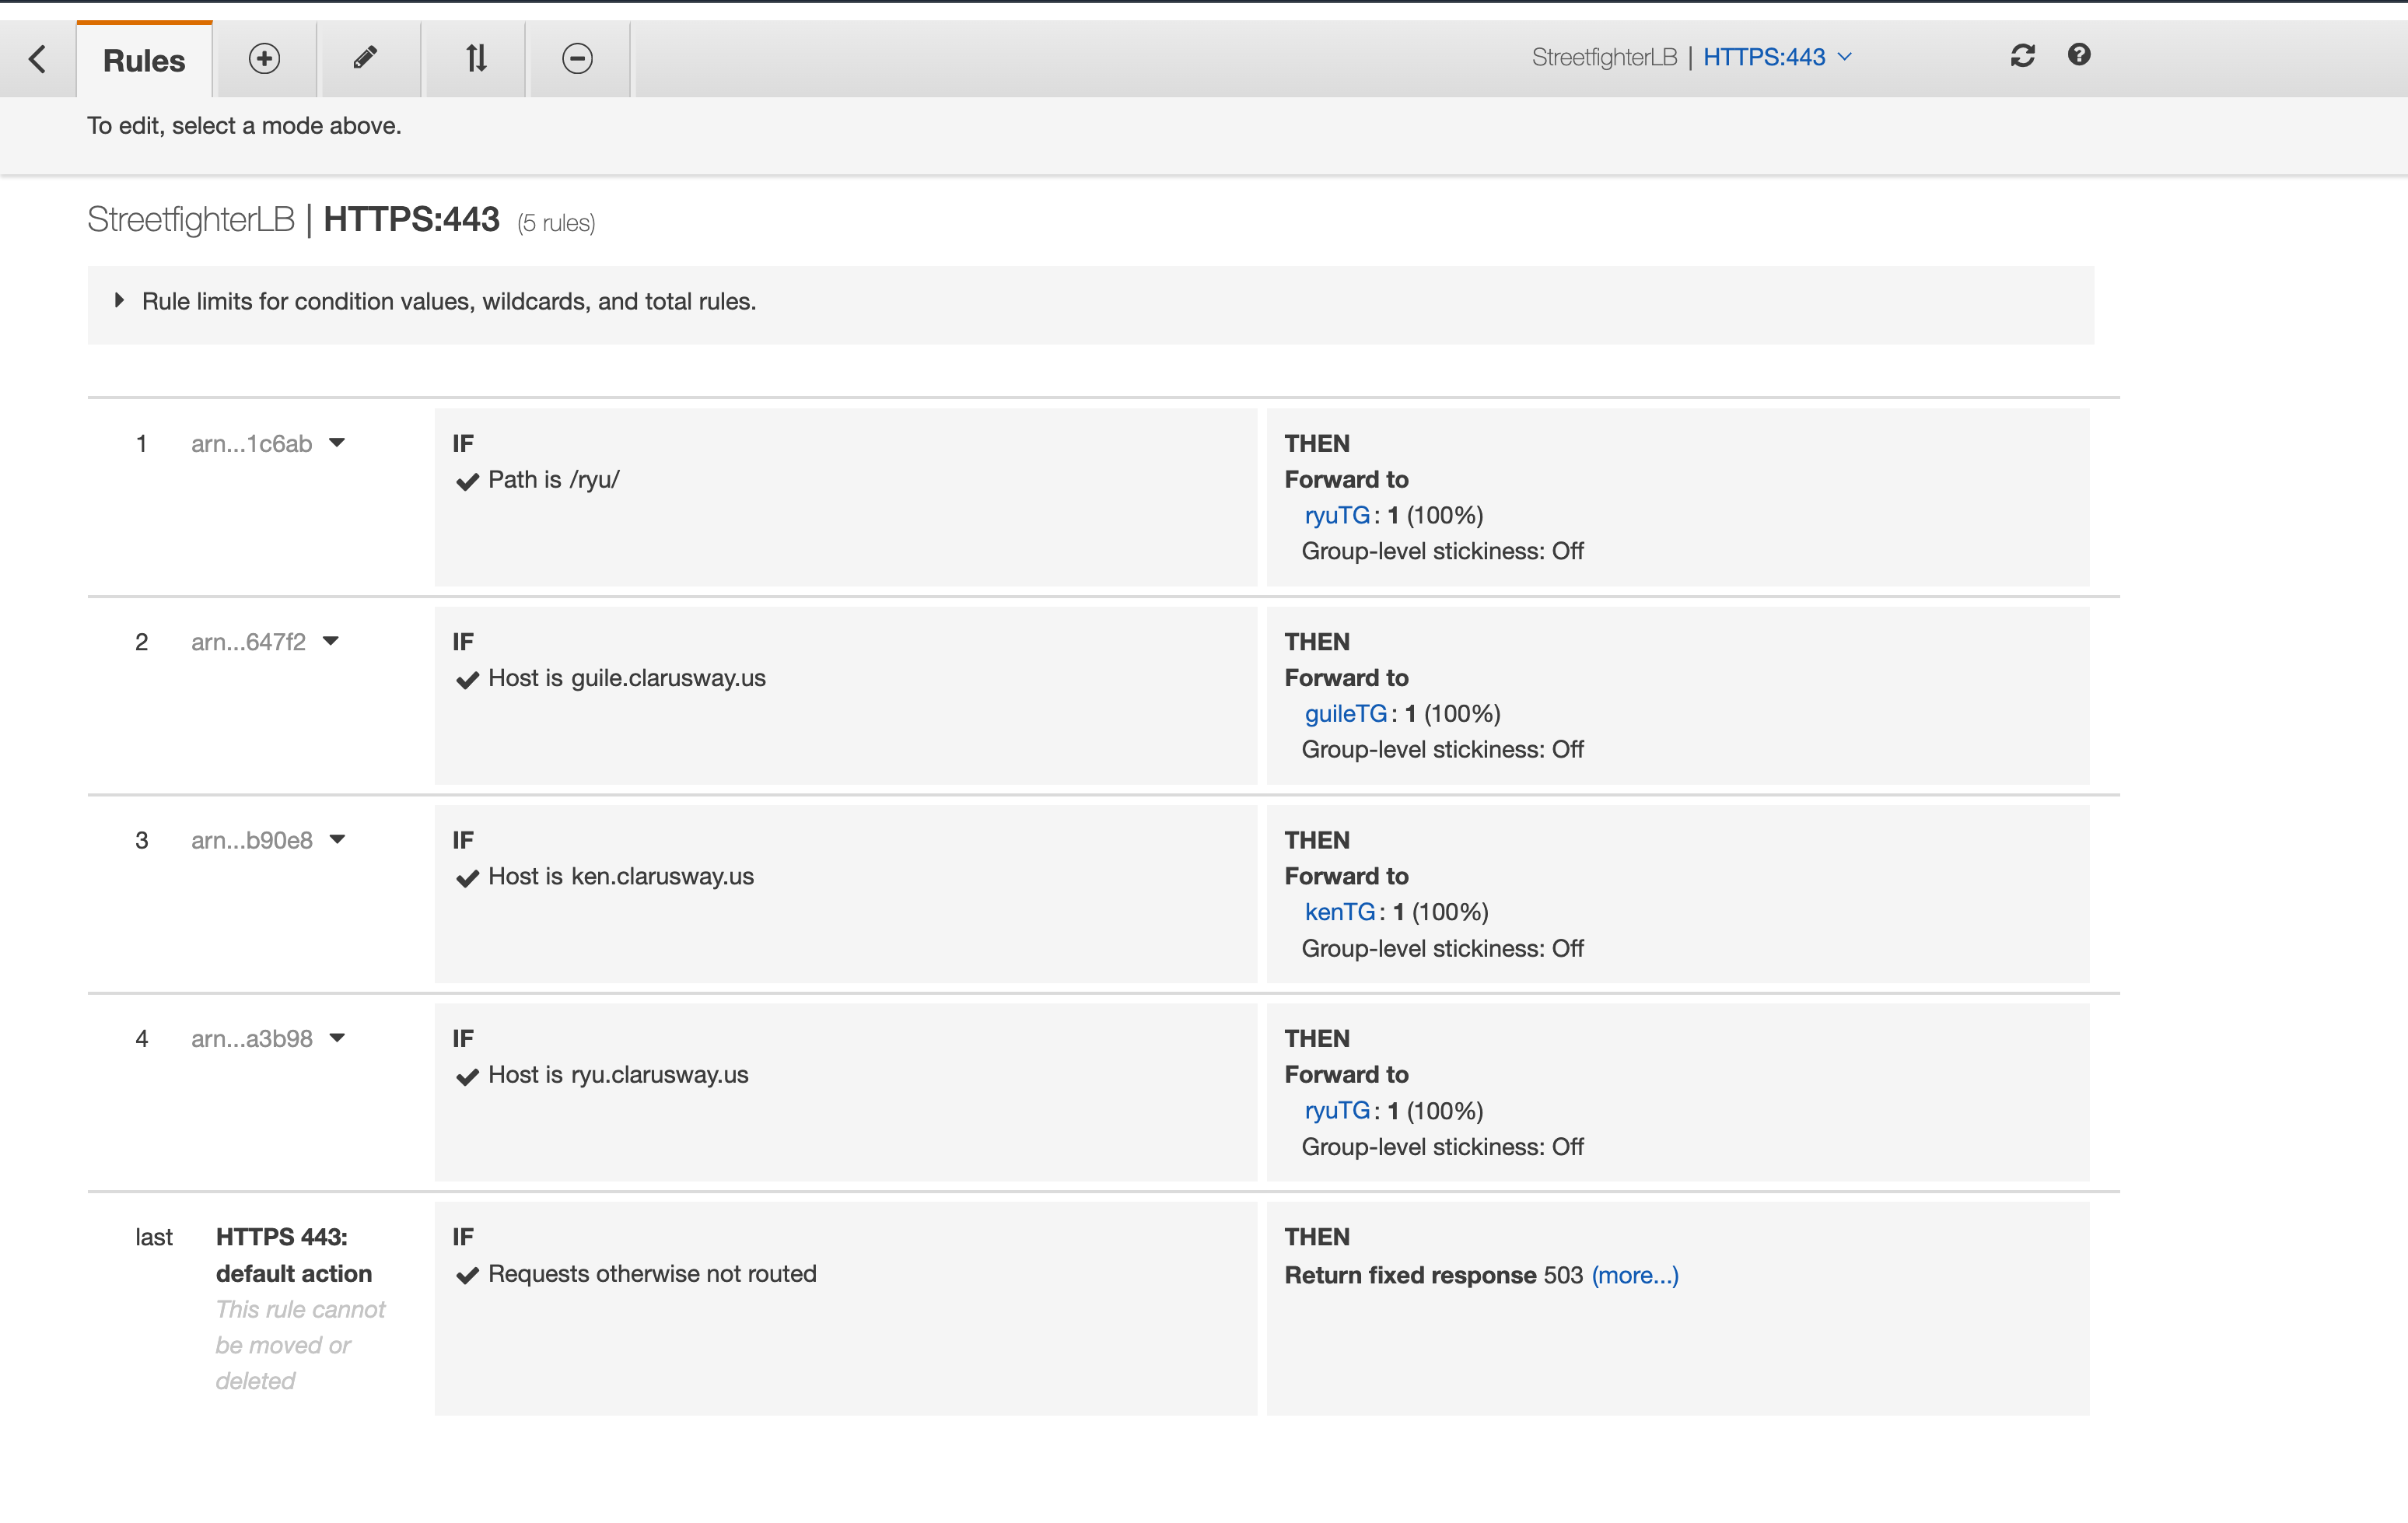 Rules
StreetfighterLB | HTTPS:443
To edit, select a mode above.
StreetfighterLB | HTTPS:443 (5 rules)
Rule limits for condition values, wildcards, and total rules.
1 arn...1c6ab IF THEN
Path is /ryu/ Forward to
ryuTG: 1 (100%)
Group-level stickiness: Off
2 arn...647f2 IF THEN
Host is guile.clarusway.us Forward to
guileTG: 1 (100%)
Group-level stickiness: Off
3 arn...b90e8 IF THEN
Host is ken.clarusway.us Forward to
kenTG: 1 (100%)
Group-level stickiness: Off
4 arn...a3b98 IF THEN
Host is ryu.clarusway.us Forward to
ryuTG: 1 (100%)
Group-level stickiness: Off
last HTTPS 443: IF THEN
default action Requests otherwise not routed Return fixed response 503 (more...)
This rule cannot
be moved or
deleted